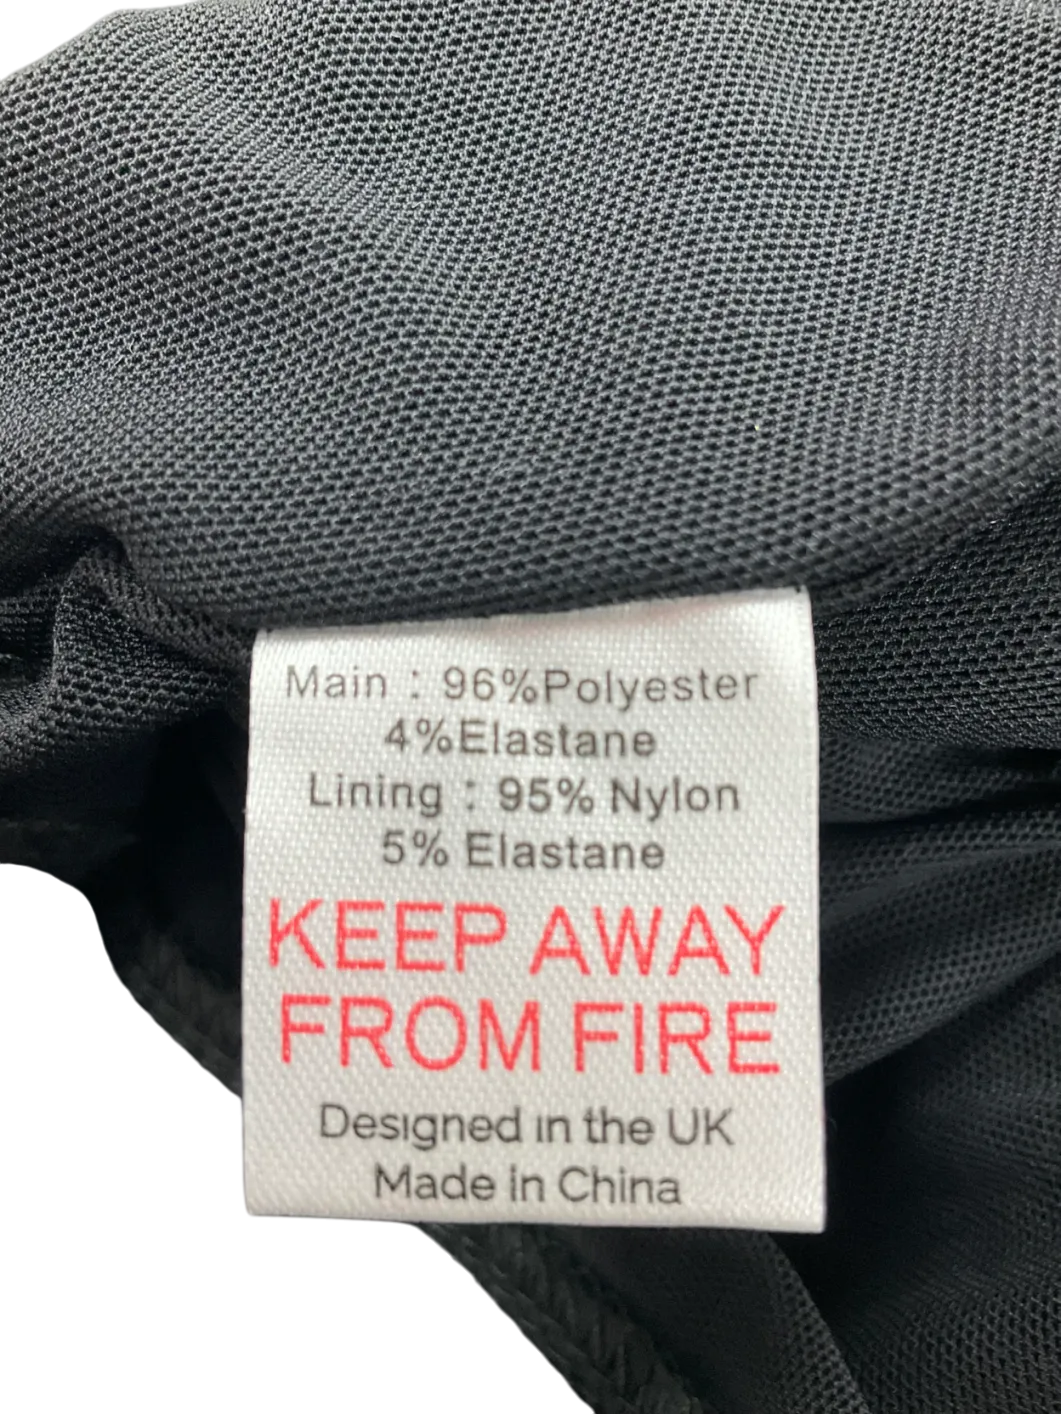 Main : 96%Polyester
4%Elastane
Lining : 95% Nylon
5% Elastane
KEEP AWAY
FROM FIRE
Designed in the UK
Made in China